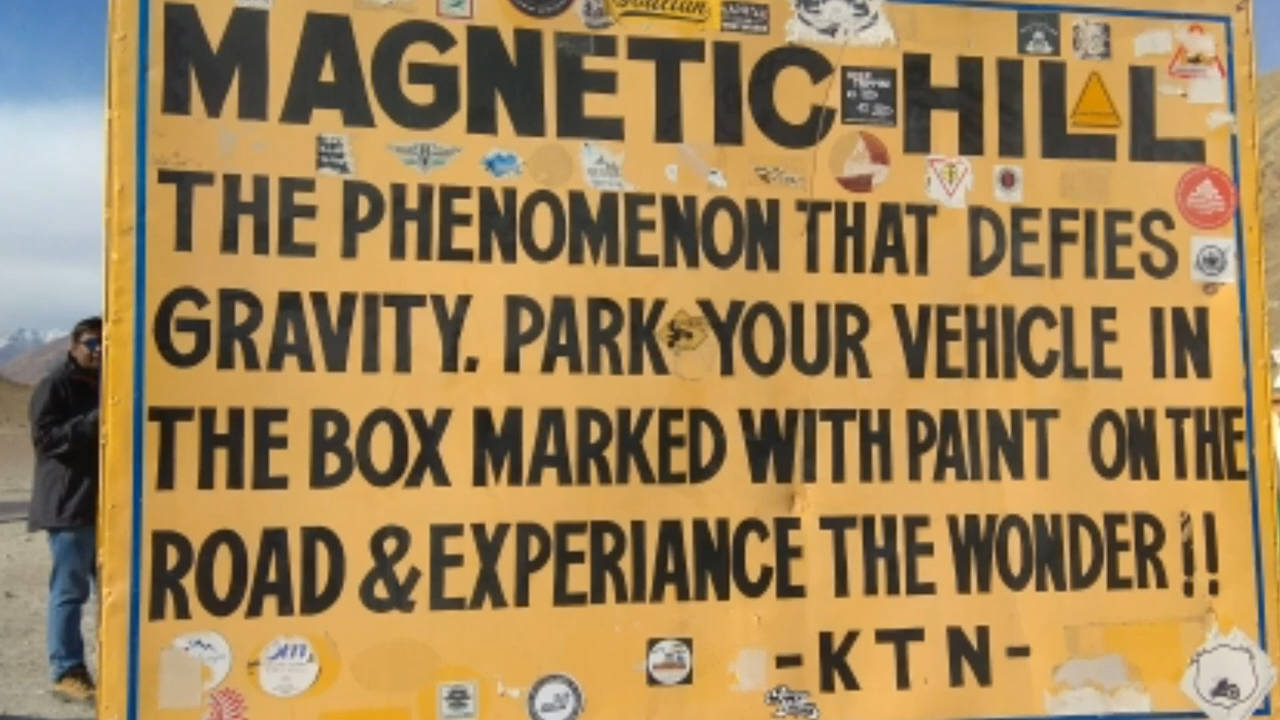 MAGNETIC HILL
THE PHENOMENON THAT DEFIES
GRAVITY. PARK YOUR VEHICLE IN
THE BOX MARKED WITH PAINT ON THE
ROAD & EXPERIANCE THE WONDER !!
-KTN-